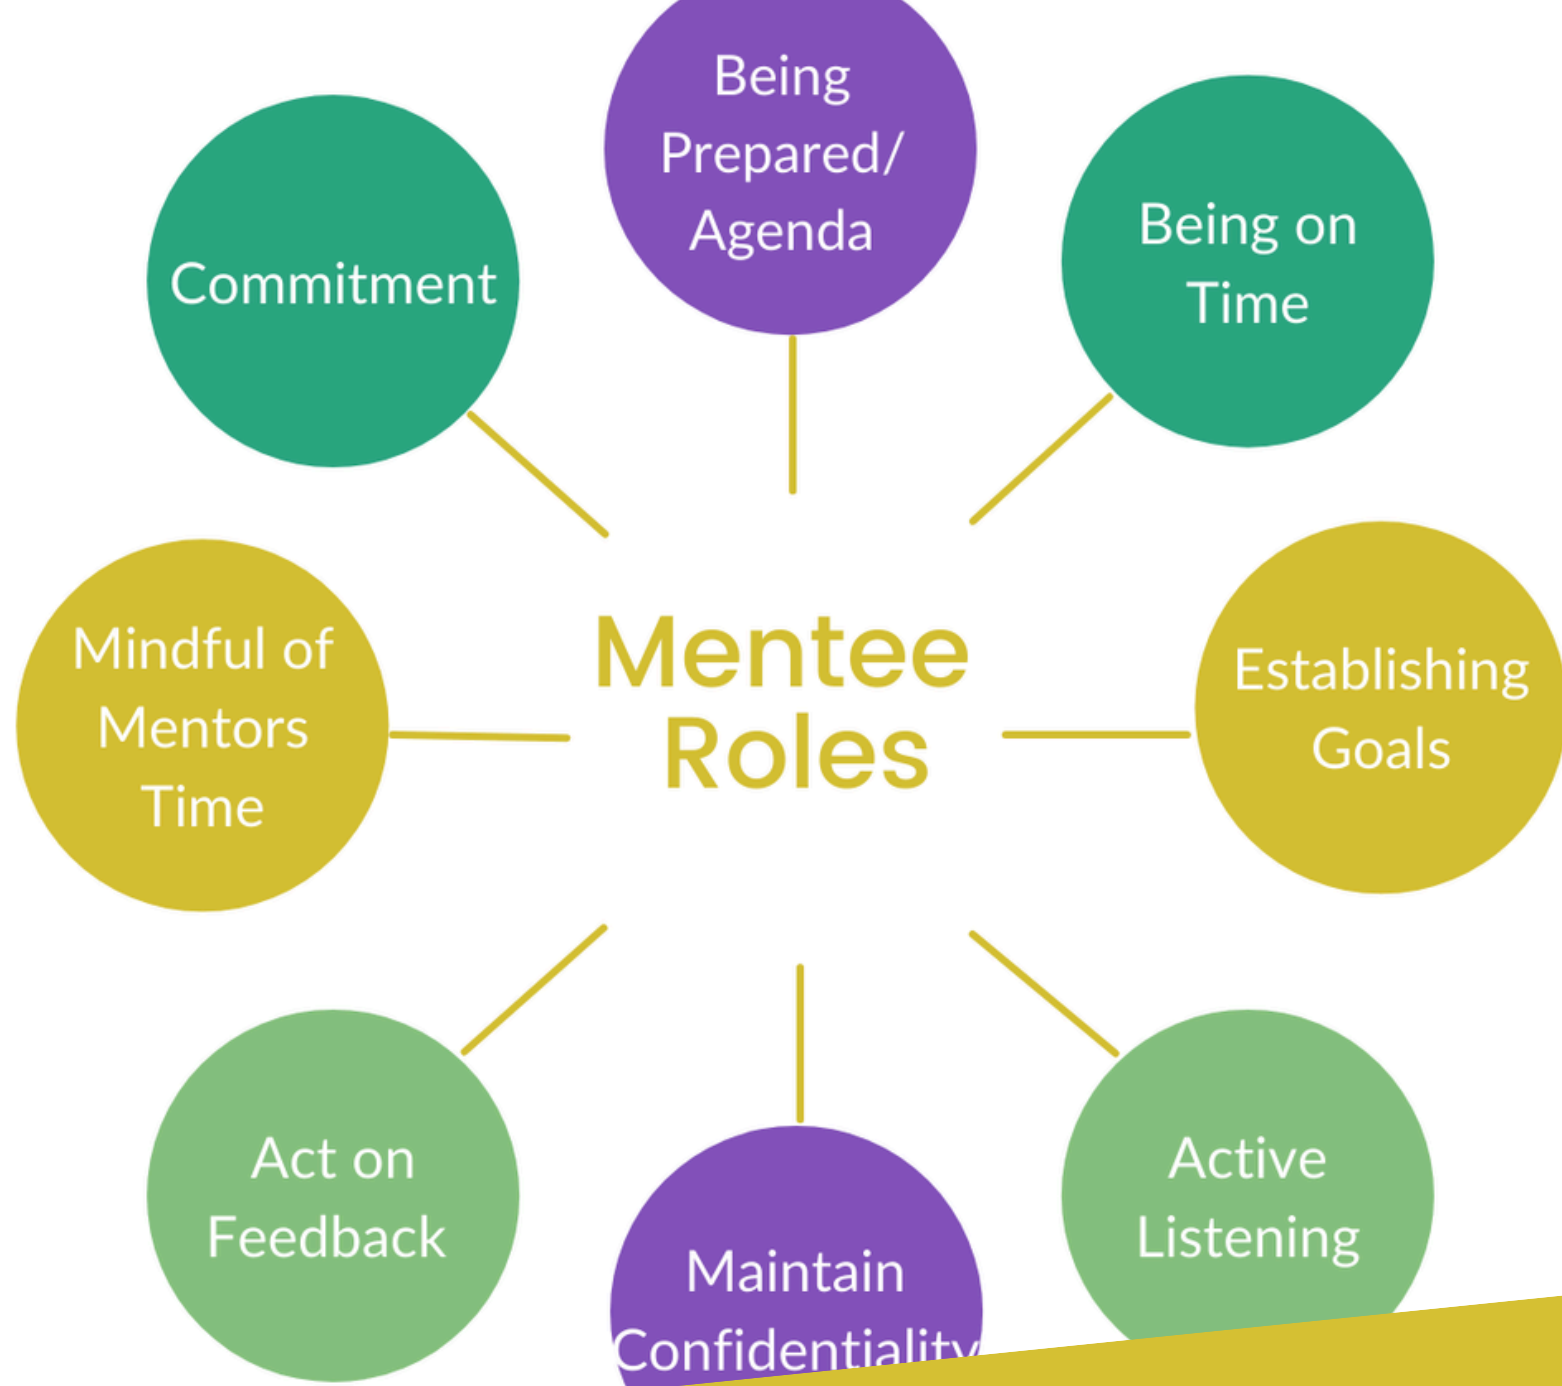 Being
Prepared/
Agenda
Being on
Time
Commitment
Mentee
Roles
Mindful of
Mentors
Time
Establishing
Goals
Act on
Feedback
Active
Listening
Maintain
Confidentiality